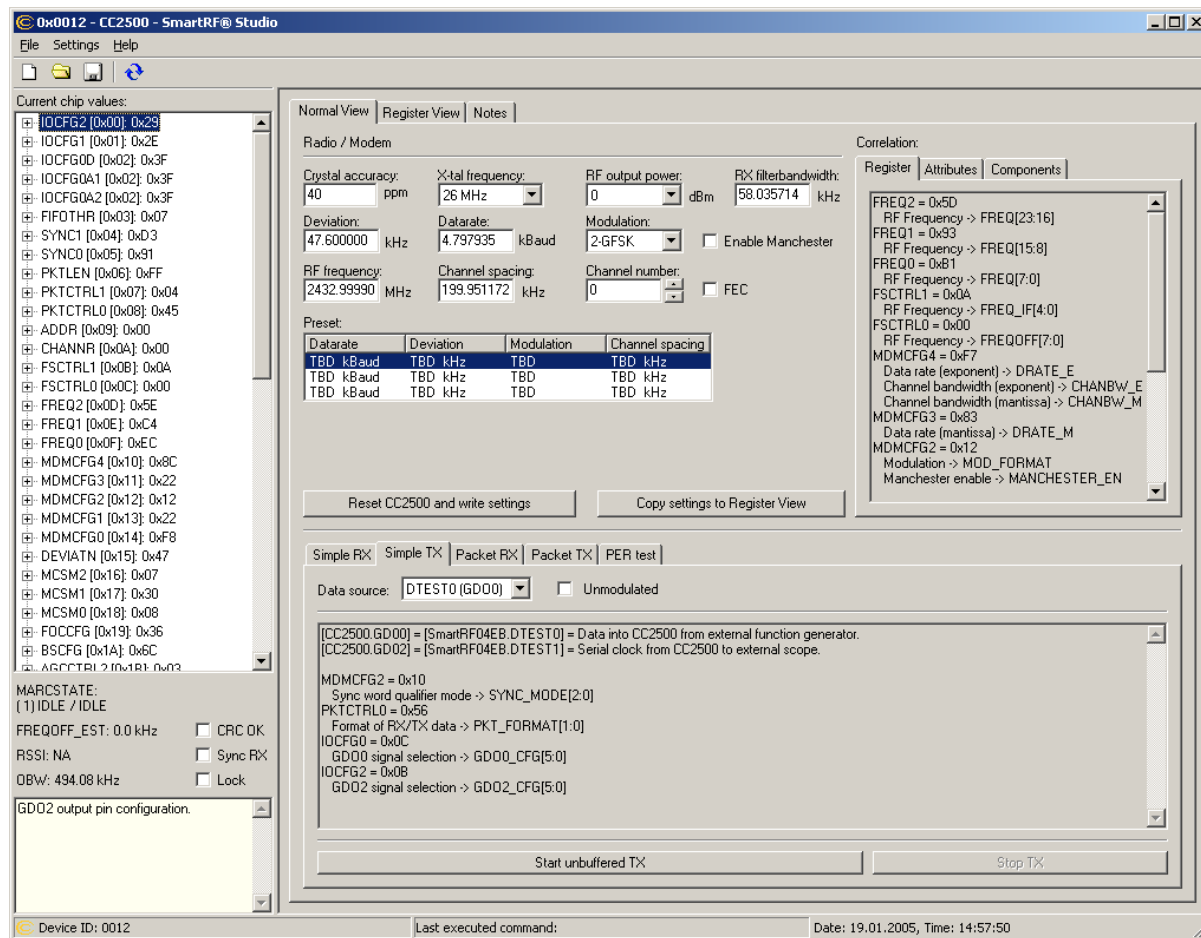 0x0012 - CC2500 - SmartRF® Studio
File Settings Help
Current chip values:
IOCFG2 [0x00]: 0x29
IOCFG1 [0x01]: 0x2E
IOCFG0D [0x02]: 0x3F
IOCFG0A1 [0x02]: 0x3F
IOCFG0A2 [0x02]: 0x3F
FIFOTHR [0x03]: 0x07
SYNC1 [0x04]: 0xD3
SYNC0 [0x05]: 0x91
PKTLEN [0x06]: 0xFF
PKTCTRL1 [0x07]: 0x04
PKTCTRL0 [0x08]: 0x45
ADDR [0x09]: 0x00
CHANNR [0x0A]: 0x00
FSCTRL1 [0x0B]: 0x0A
FSCTRL0 [0x0C]: 0x00
FREQ2 [0x0D]: 0x5E
FREQ1 [0x0E]: 0xC4
FREQ0 [0x0F]: 0xEC
MDMCFG4 [0x10]: 0x8C
MDMCFG3 [0x11]: 0x22
MDMCFG2 [0x12]: 0x12
MDMCFG1 [0x13]: 0x22
MDMCFG0 [0x14]: 0xF8
DEVIATN [0x15]: 0x47
MCSM2 [0x16]: 0x07
MCSM1 [0x17]: 0x30
MCSM0 [0x18]: 0x08
FOCCFG [0x19]: 0x36
BSCFG [0x1A]: 0x6C
AGCCTRL2 [0x1B]: 0x03
MARCSTATE:
(1) IDLE / IDLE
FREQOFF_EST: 0.0 kHz CRC OK
RSSI: NA Sync RX
OBW: 494.08 kHz Lock
GDO2 output pin configuration.
Normal View Register View Notes
Radio / Modem
Crystal accuracy: X-tal frequency: RF output power: RX filterbandwidth:
40 ppm 26 MHz 0 dBm 58.035714 kHz
Deviation: Datarate: Modulation:
47.600000 kHz 4.797935 kBaud 2-GFSK Enable Manchester
RF frequency: Channel spacing: Channel number:
2432.99990 MHz 199.951172 kHz 0 FEC
Preset:
Datarate Deviation Modulation Channel spacing
TBD kBaud TBD kHz TBD TBD kHz
TBD kBaud TBD kHz TBD TBD kHz
TBD kBaud TBD kHz TBD TBD kHz
Reset CC2500 and write settings Copy settings to Register View
Correlation:
Register Attributes Components
FREQ2 = 0x5D
RF Frequency -> FREQ[23:16]
FREQ1 = 0x93
RF Frequency -> FREQ[15:8]
FREQ0 = 0xB1
RF Frequency -> FREQ[7:0]
FSCTRL1 = 0x0A
RF Frequency -> FREQ_IF[4:0]
FSCTRL0 = 0x00
RF Frequency -> FREQOFF[7:0]
MDMCFG4 = 0xF7
Data rate (exponent) -> DRATE_E
Channel bandwidth (exponent) -> CHANBW_E
Channel bandwidth (mantissa) -> CHANBW_M
MDMCFG3 = 0x83
Data rate (mantissa) -> DRATE_M
MDMCFG2 = 0x12
Modulation -> MOD_FORMAT
Manchester enable -> MANCHESTER_EN
Simple RX Simple TX Packet RX Packet TX PER test
Data source: DTEST0 (GDO0) Unmodulated
[CC2500.GD00] = [SmartRF04EB.DTEST0] = Data into CC2500 from external function generator.
[CC2500.GD02] = [SmartRF04EB.DTEST1] = Serial clock from CC2500 to external scope.
MDMCFG2 = 0x10
Sync word qualifier mode -> SYNC_MODE[2:0]
PKTCTRL0 = 0x56
Format of RX/TX data -> PKT_FORMAT[1:0]
IOCFG0 = 0x0C
GDO0 signal selection -> GDO0_CFG[5:0]
IOCFG2 = 0x0B
GDO2 signal selection -> GDO2_CFG[5:0]
Start unbuffered TX Stop TX
Device ID: 0012 Last executed command: Date: 19.01.2005, Time: 14:57:50